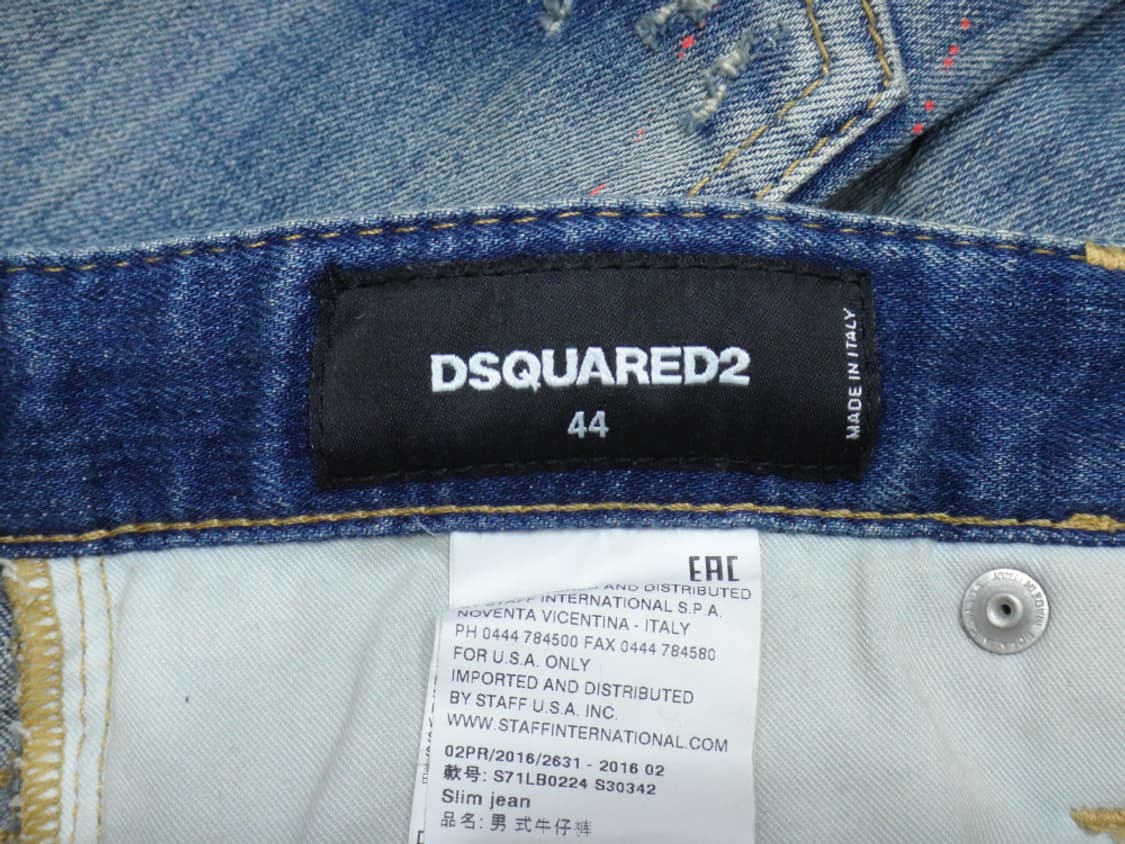 DSQUARED2
44
MADE IN ITALY
EAC
AND DISTRIBUTED
BY STAFF INTERNATIONAL S.P.A.
NOVENTA VICENTINA - ITALY
PH 0444 784500 FAX 0444 784580
FOR U.S.A. ONLY
IMPORTED AND DISTRIBUTED
BY STAFF U.S.A. INC.
WWW.STAFFINTERNATIONAL.COM
02PR/2016/2631 - 2016 02
款号: S71LB0224 S30342
Slim jean
品名: 男 式牛仔裤